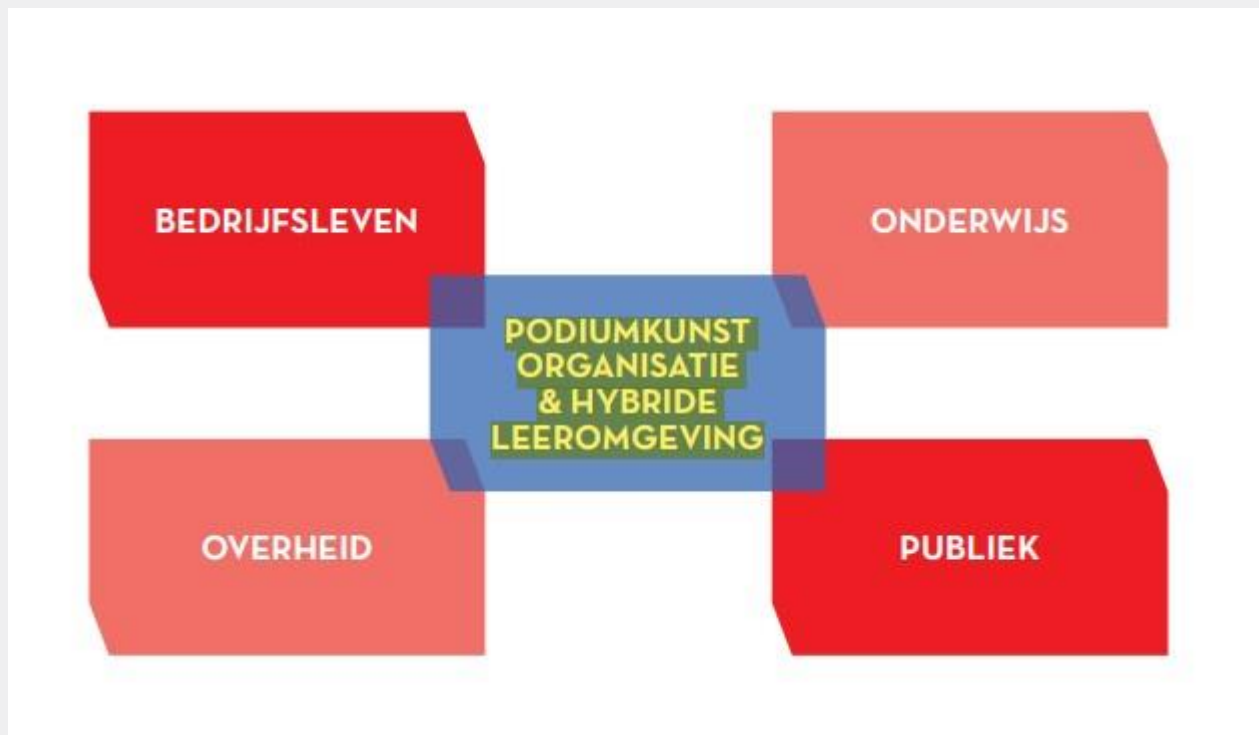 BEDRIJFSLEVEN
ONDERWIJS
PODIUMKUNST
ORGANISATIE
& HYBRIDE
LEEROMGEVING
OVERHEID
PUBLIEK